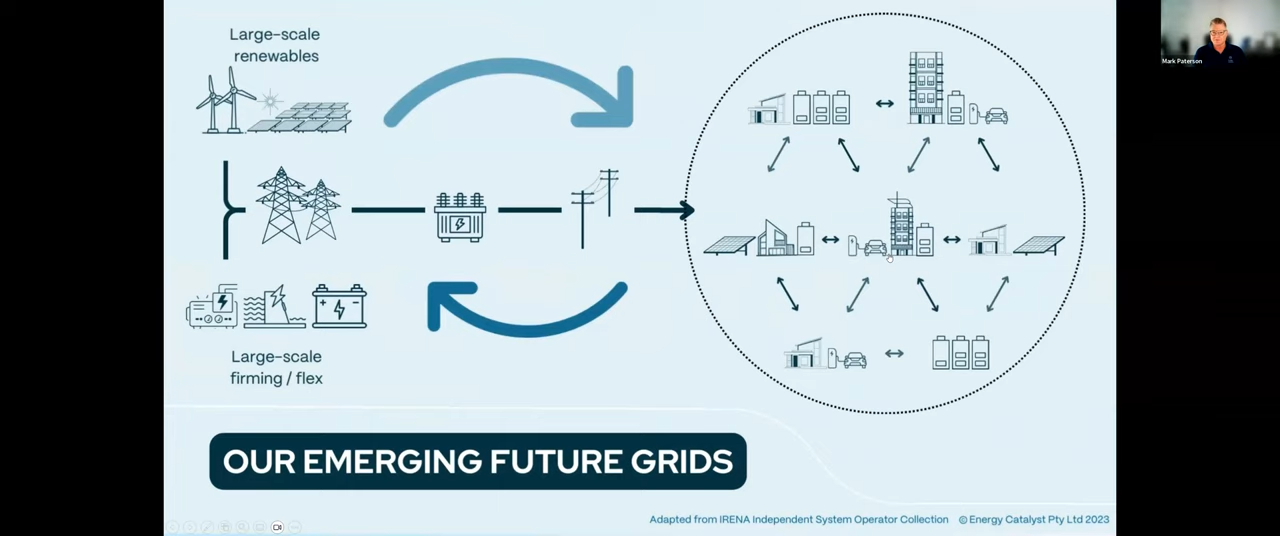 Large-scale
renewables
Mark Paterson
Large-scale
firming / flex
OUR EMERGING FUTURE GRIDS
Adapted from IRENA Independent System Operator Collection © Energy Catalyst Pty Ltd 2023